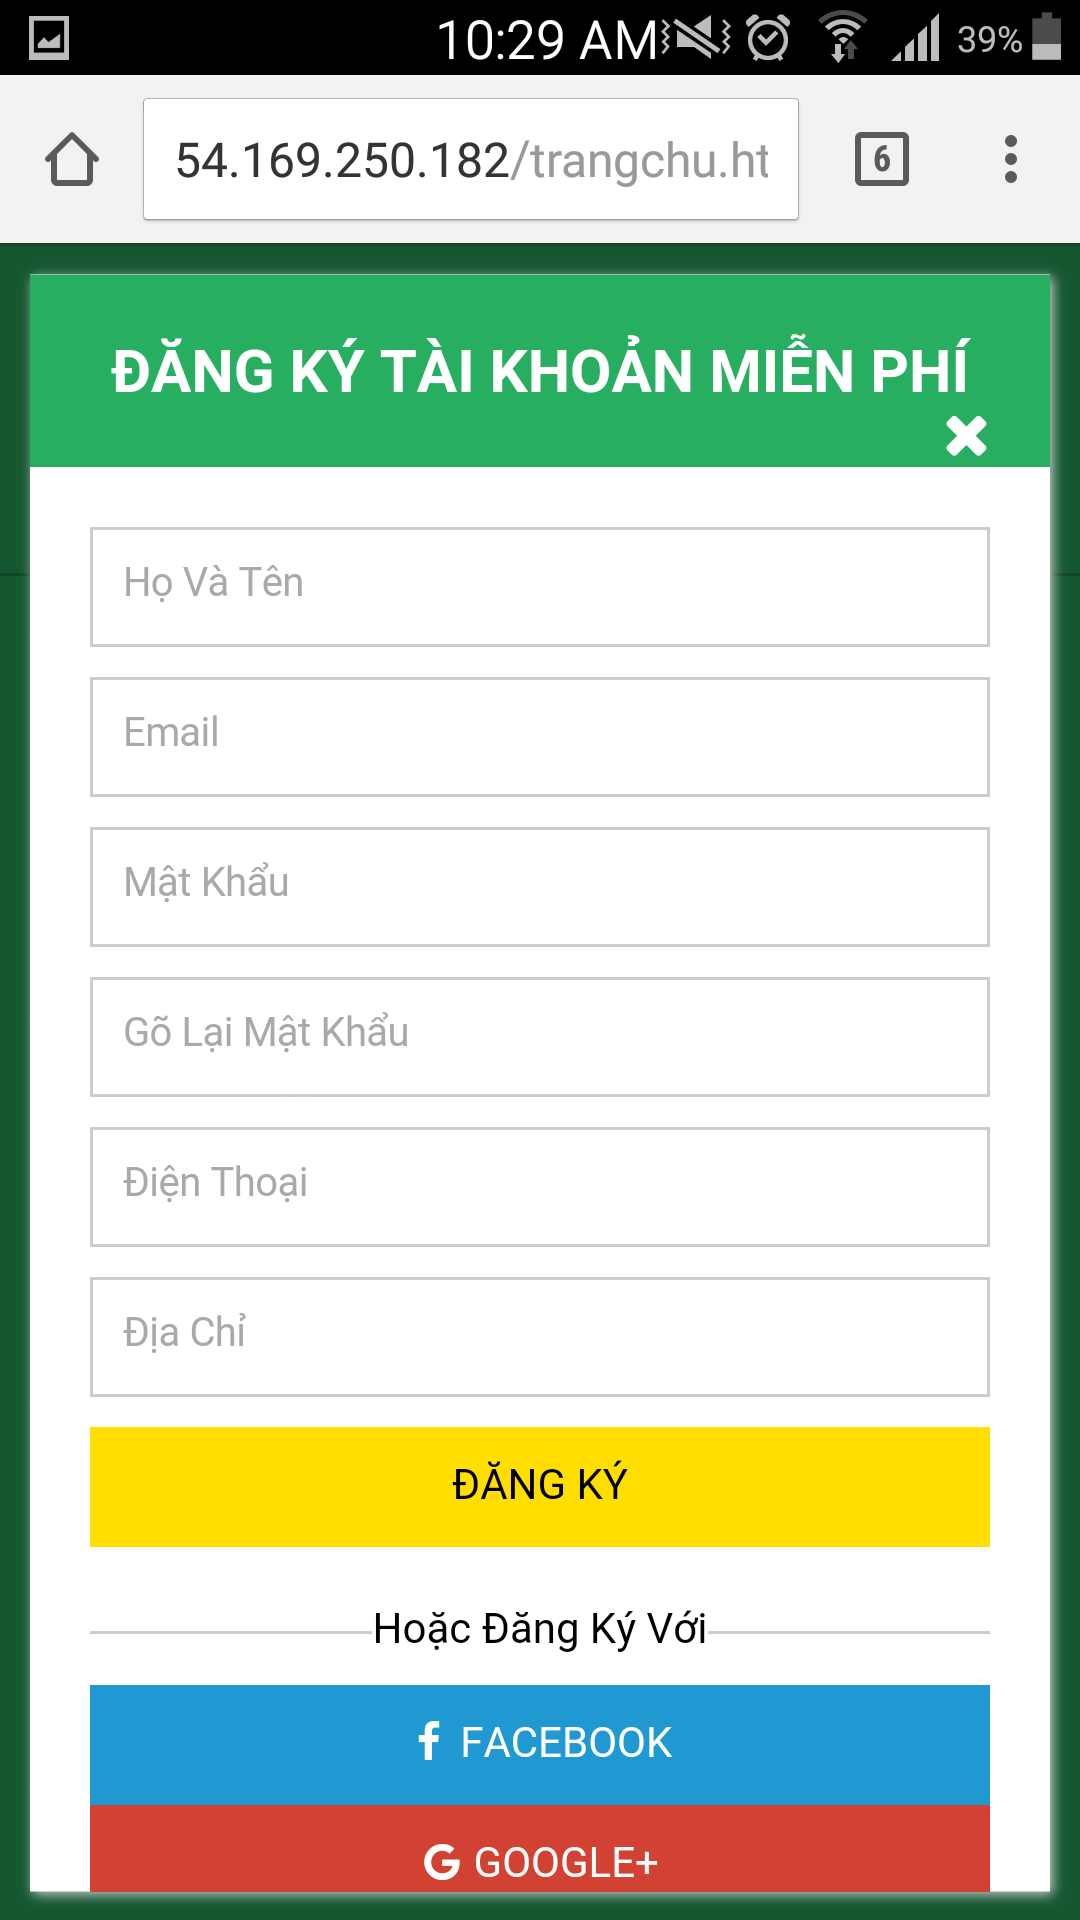 10:29 AM 39%
54.169.250.182/trangchu.ht
6
ĐĂNG KÝ TÀI KHOẢN MIỄN PHÍ
Họ Và Tên
Email
Mật Khẩu
Gõ Lại Mật Khẩu
Điện Thoại
Địa Chỉ
ĐĂNG KÝ
Hoặc Đăng Ký Với
FACEBOOK
GOOGLE+